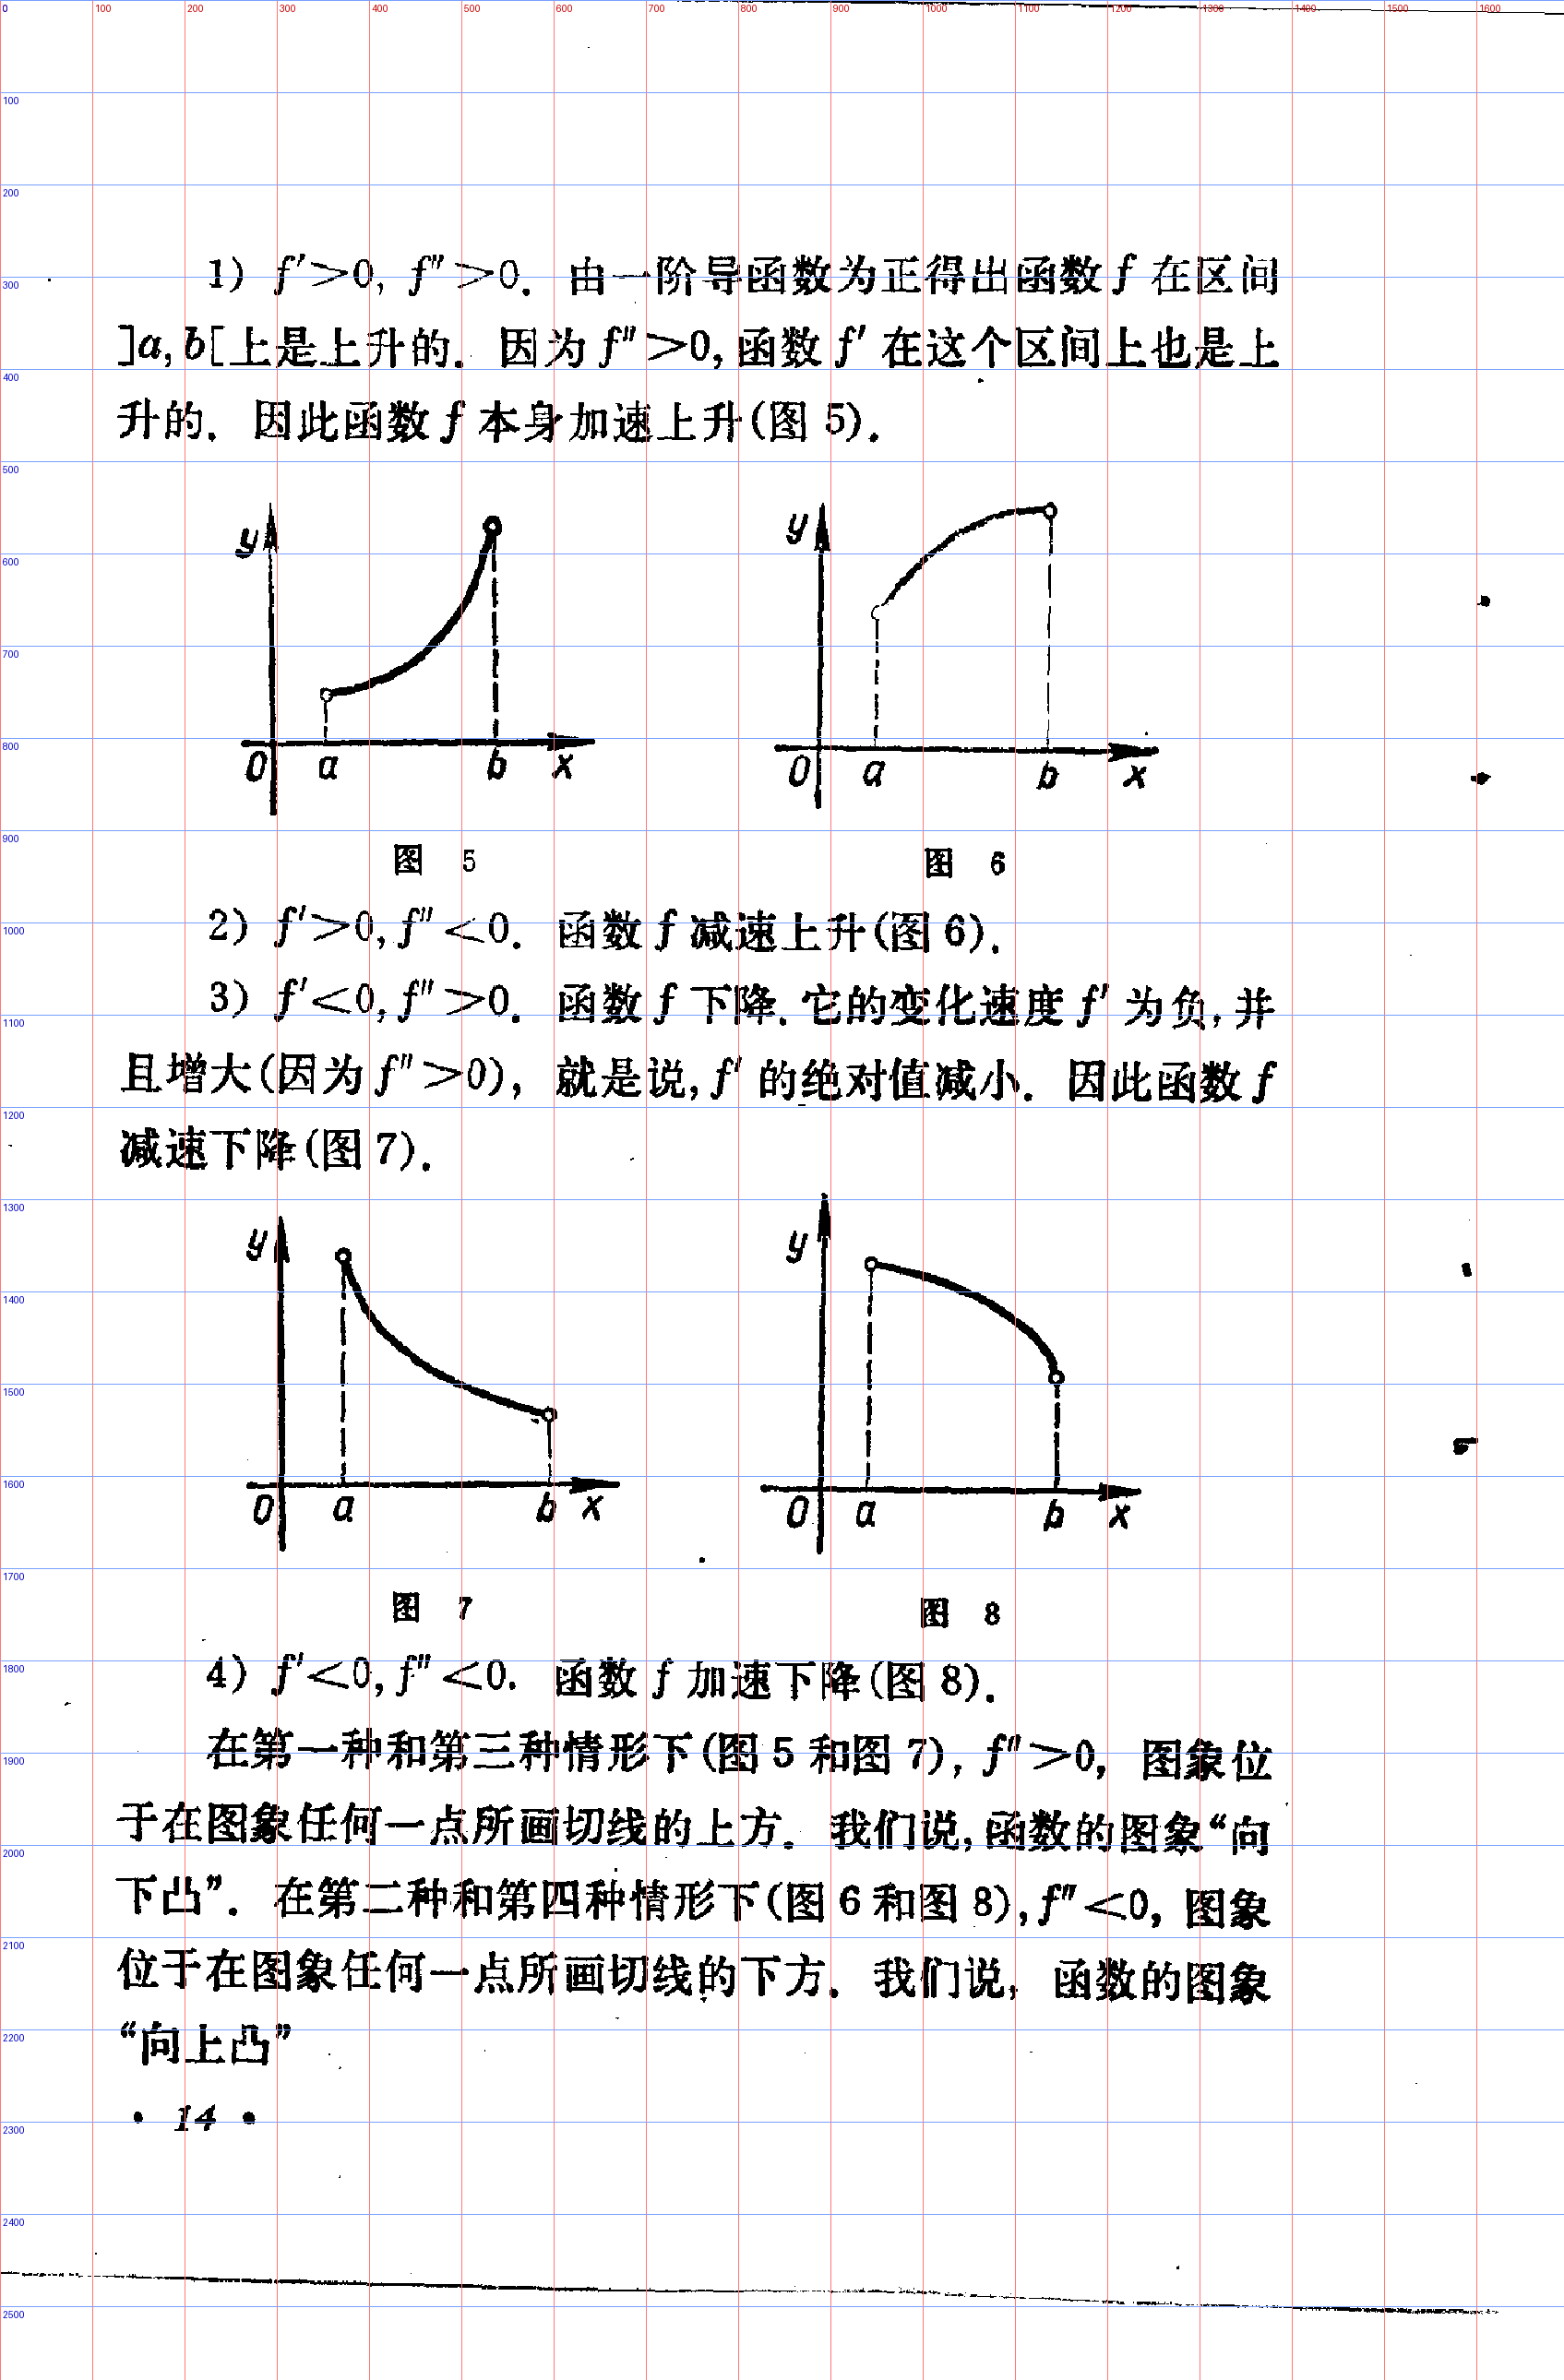 1) f′>0, f″>0. 由一阶导函数为正得出函数 f 在区间
]a, b[上是上升的. 因为 f″>0, 函数 f′ 在这个区间上也是上
升的. 因此函数 f 本身加速上升(图 5).
y
O a b x
y
O a b x
图 5
图 6
2) f′>0, f″<0. 函数 f 减速上升(图 6).
3) f′<0, f″>0. 函数 f 下降. 它的变化速度 f′ 为负, 并
且增大(因为 f″>0), 就是说, f′ 的绝对值减小. 因此函数 f
减速下降(图 7).
y
O a b x
y
O a b x
图 7
图 8
4) f′<0, f″<0. 函数 f 加速下降(图 8).
在第一种和第三种情形下(图 5 和图 7), f″>0, 图象位
于在图象任何一点所画切线的上方. 我们说, 函数的图象“向
下凸”. 在第二种和第四种情形下(图 6 和图 8), f″<0, 图象
位于在图象任何一点所画切线的下方. 我们说, 函数的图象
“向上凸”
• 14 •